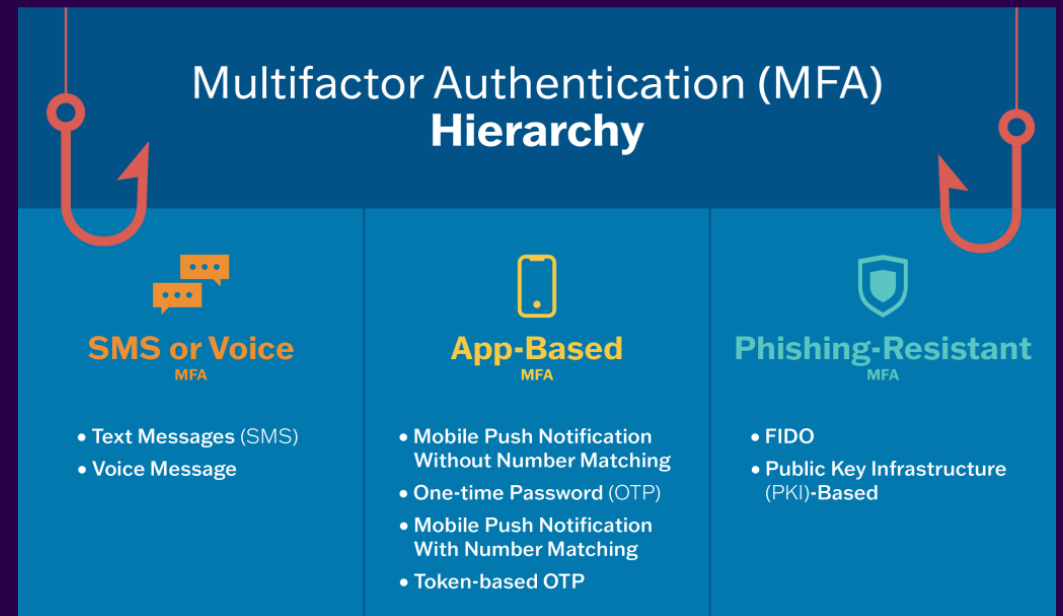 Multifactor Authentication (MFA)
Hierarchy
SMS or Voice
MFA
• Text Messages (SMS)
• Voice Message
App-Based
MFA
• Mobile Push Notification
Without Number Matching
• One-time Password (OTP)
• Mobile Push Notification
With Number Matching
• Token-based OTP
Phishing-Resistant
MFA
• FIDO
• Public Key Infrastructure
(PKI)-Based